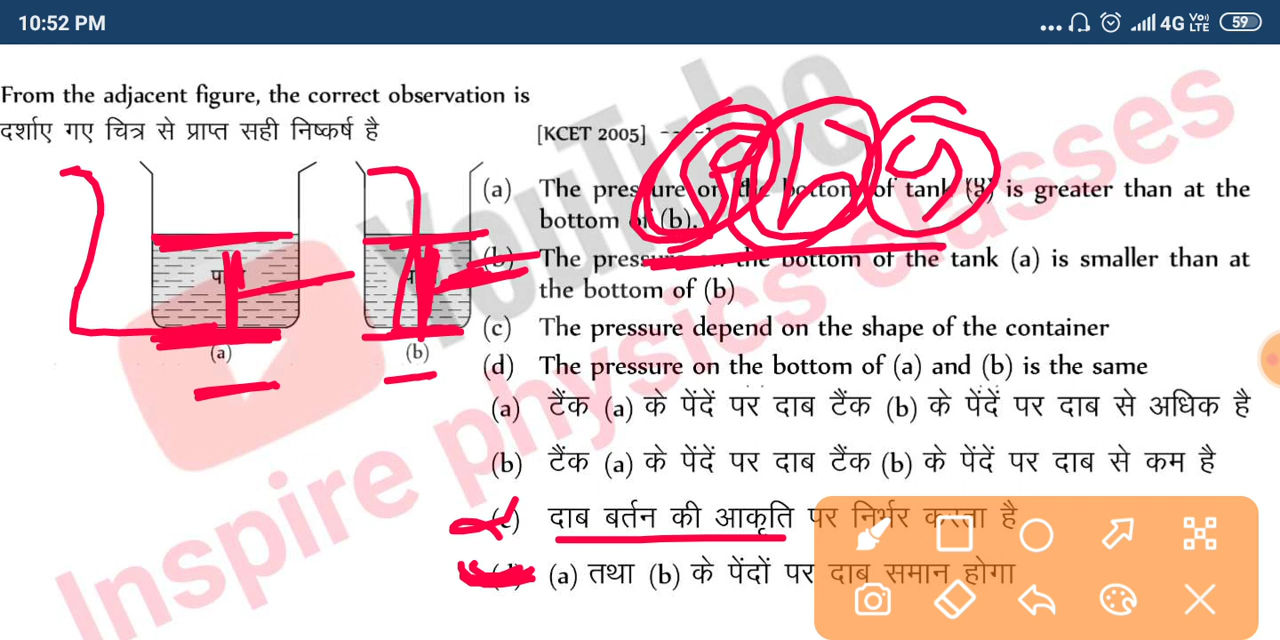 10:52 PM
... 4G Vo) LTE 59
From the adjacent figure, the correct observation is
दर्शाए गए चित्र से प्राप्त सही निष्कर्ष है
[KCET 2005]
(a) The pressure on the bottom of tank (a) is greater than at the
bottom of (b).
(b) The pressure on the bottom of the tank (a) is smaller than at
the bottom of (b)
(c) The pressure depend on the shape of the container
(d) The pressure on the bottom of (a) and (b) is the same
(a)
(b)
(a) टैंक (a) के पेंदें पर दाब टैंक (b) के पेंदें पर दाब से अधिक है
(b) टैंक (a) के पेंदें पर दाब टैंक (b) के पेंदें पर दाब से कम है
(c) दाब बर्तन की आकृति पर निर्भर करता है
(d) (a) तथा (b) के पेंदों पर दाब समान होगा
YouTube
Inspire physics classes